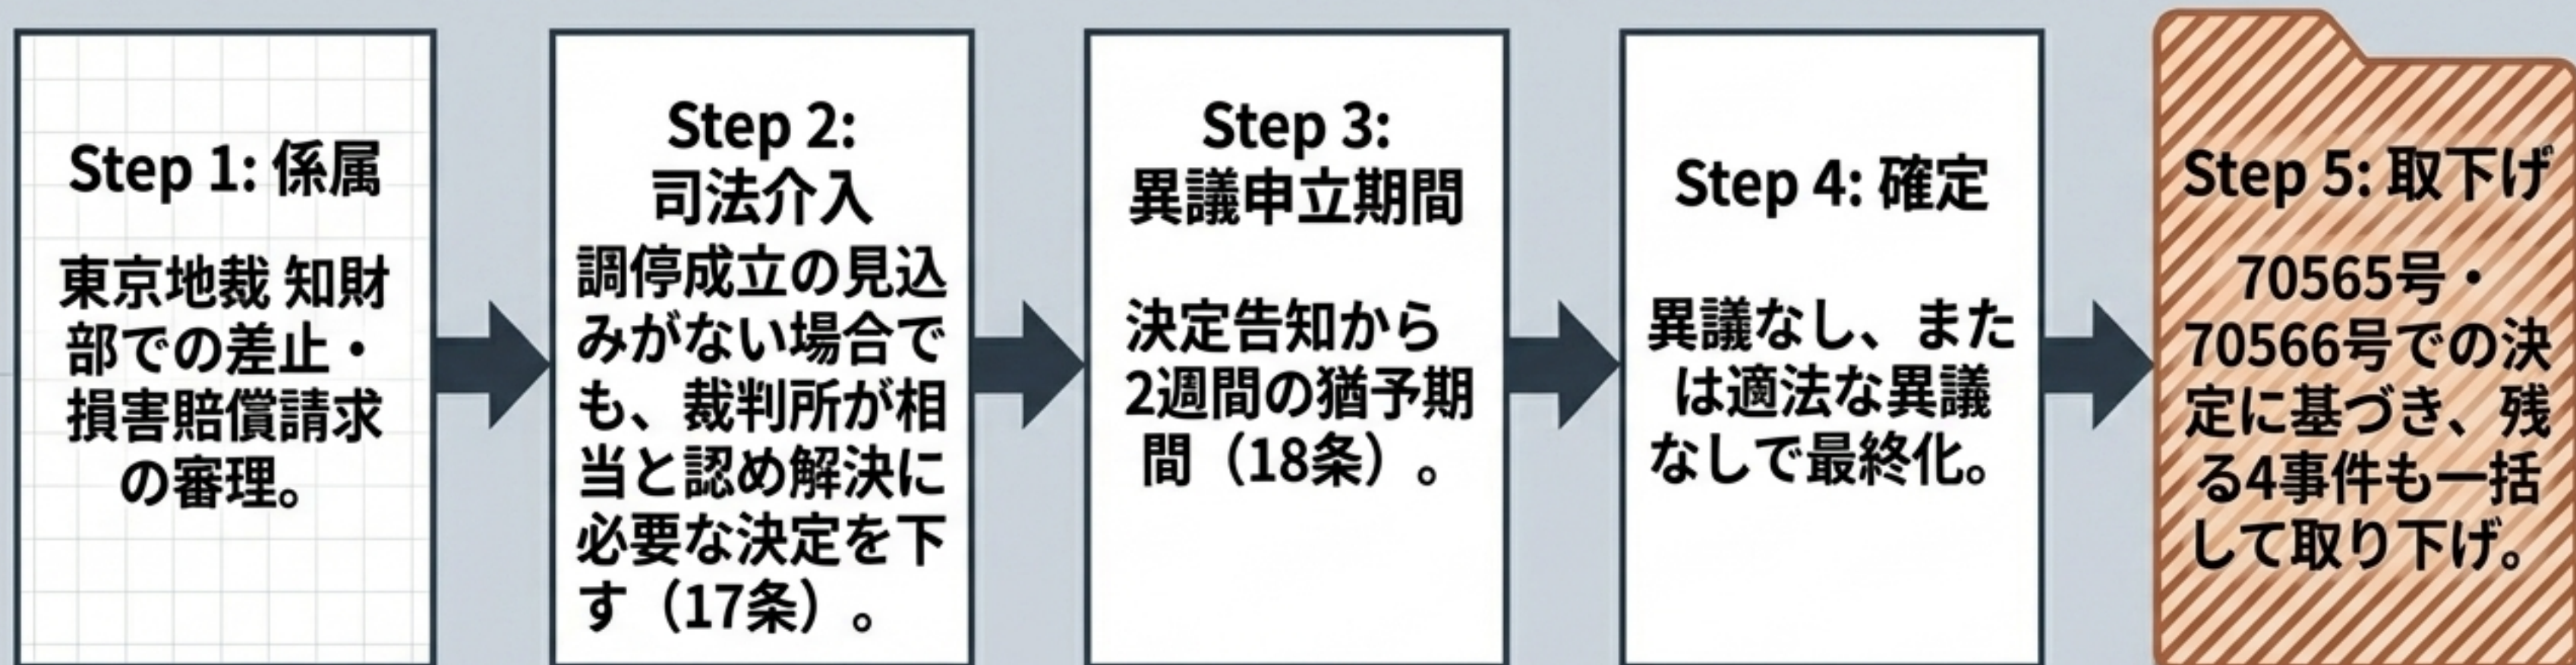 Step 1: 係属
東京地裁 知財
部での差止・
損害賠償請求
の審理。
Step 2:
司法介入
調停成立の見込
みがない場合で
も、裁判所が相
当と認め解決に
必要な決定を下
す（17条）。
Step 3:
異議申立期間
決定告知から
2週間の猶予期
間（18条）。
Step 4: 確定
異議なし、また
は適法な異議
なしで最終化。
Step 5: 取下げ
70565号・
70566号での決
定に基づき、残
る4事件も一括
して取り下げ。